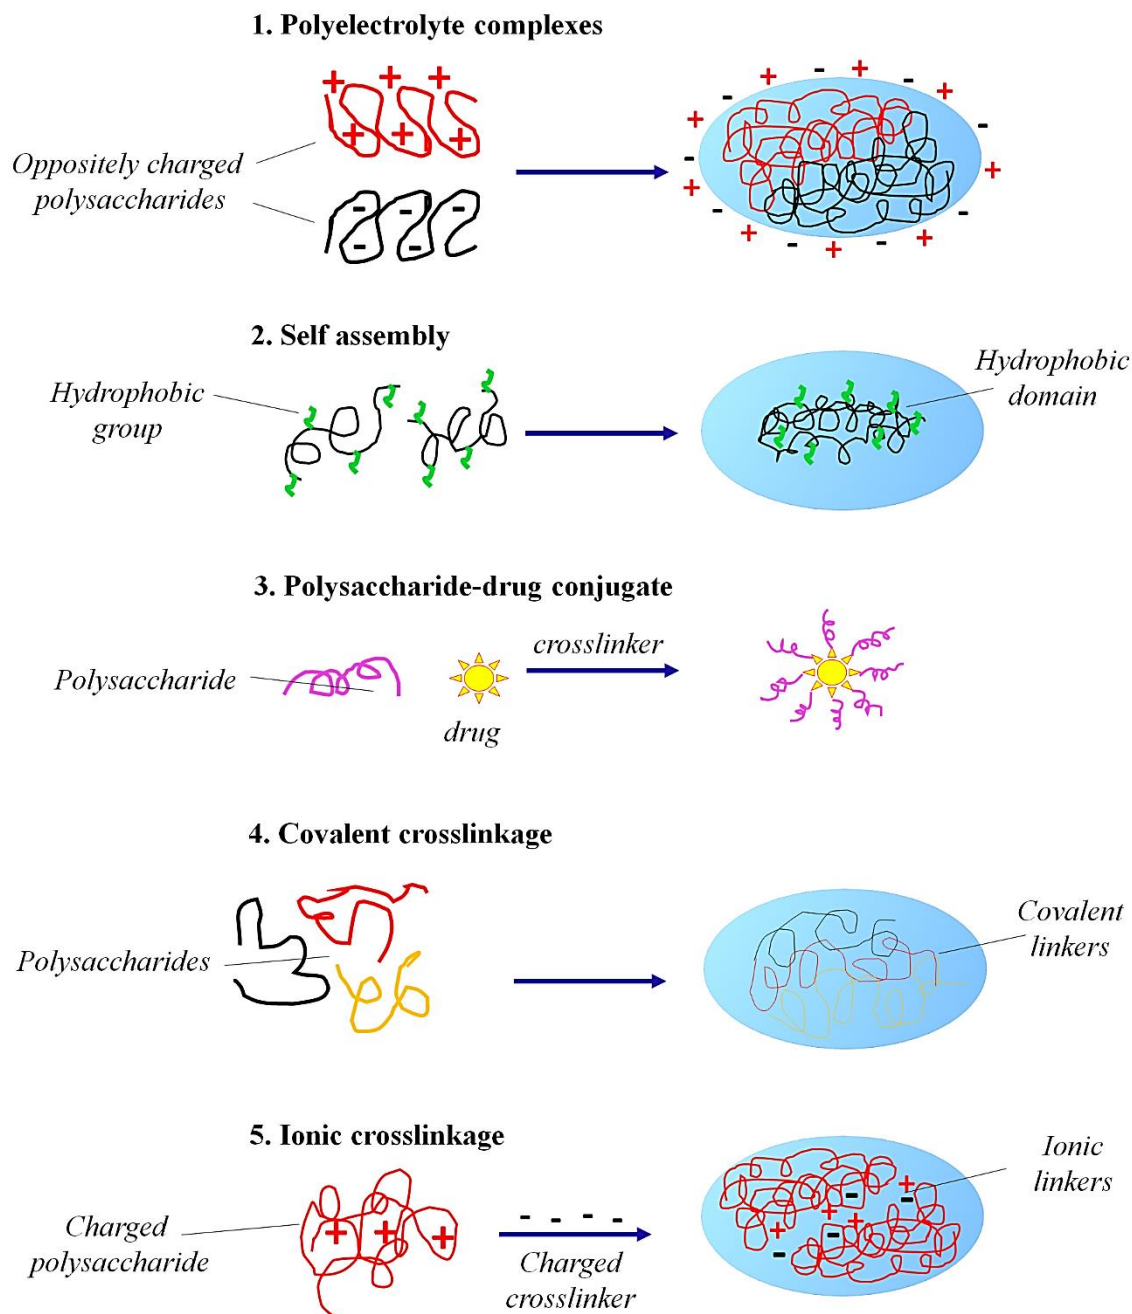 1. Polyelectrolyte complexes
Oppositely charged
polysaccharides
2. Self assembly
Hydrophobic
group
Hydrophobic
domain
3. Polysaccharide-drug conjugate
Polysaccharide
drug
crosslinker
4. Covalent crosslinkage
Polysaccharides
Covalent
linkers
5. Ionic crosslinkage
Charged
polysaccharide
Charged
crosslinker
Ionic
linkers